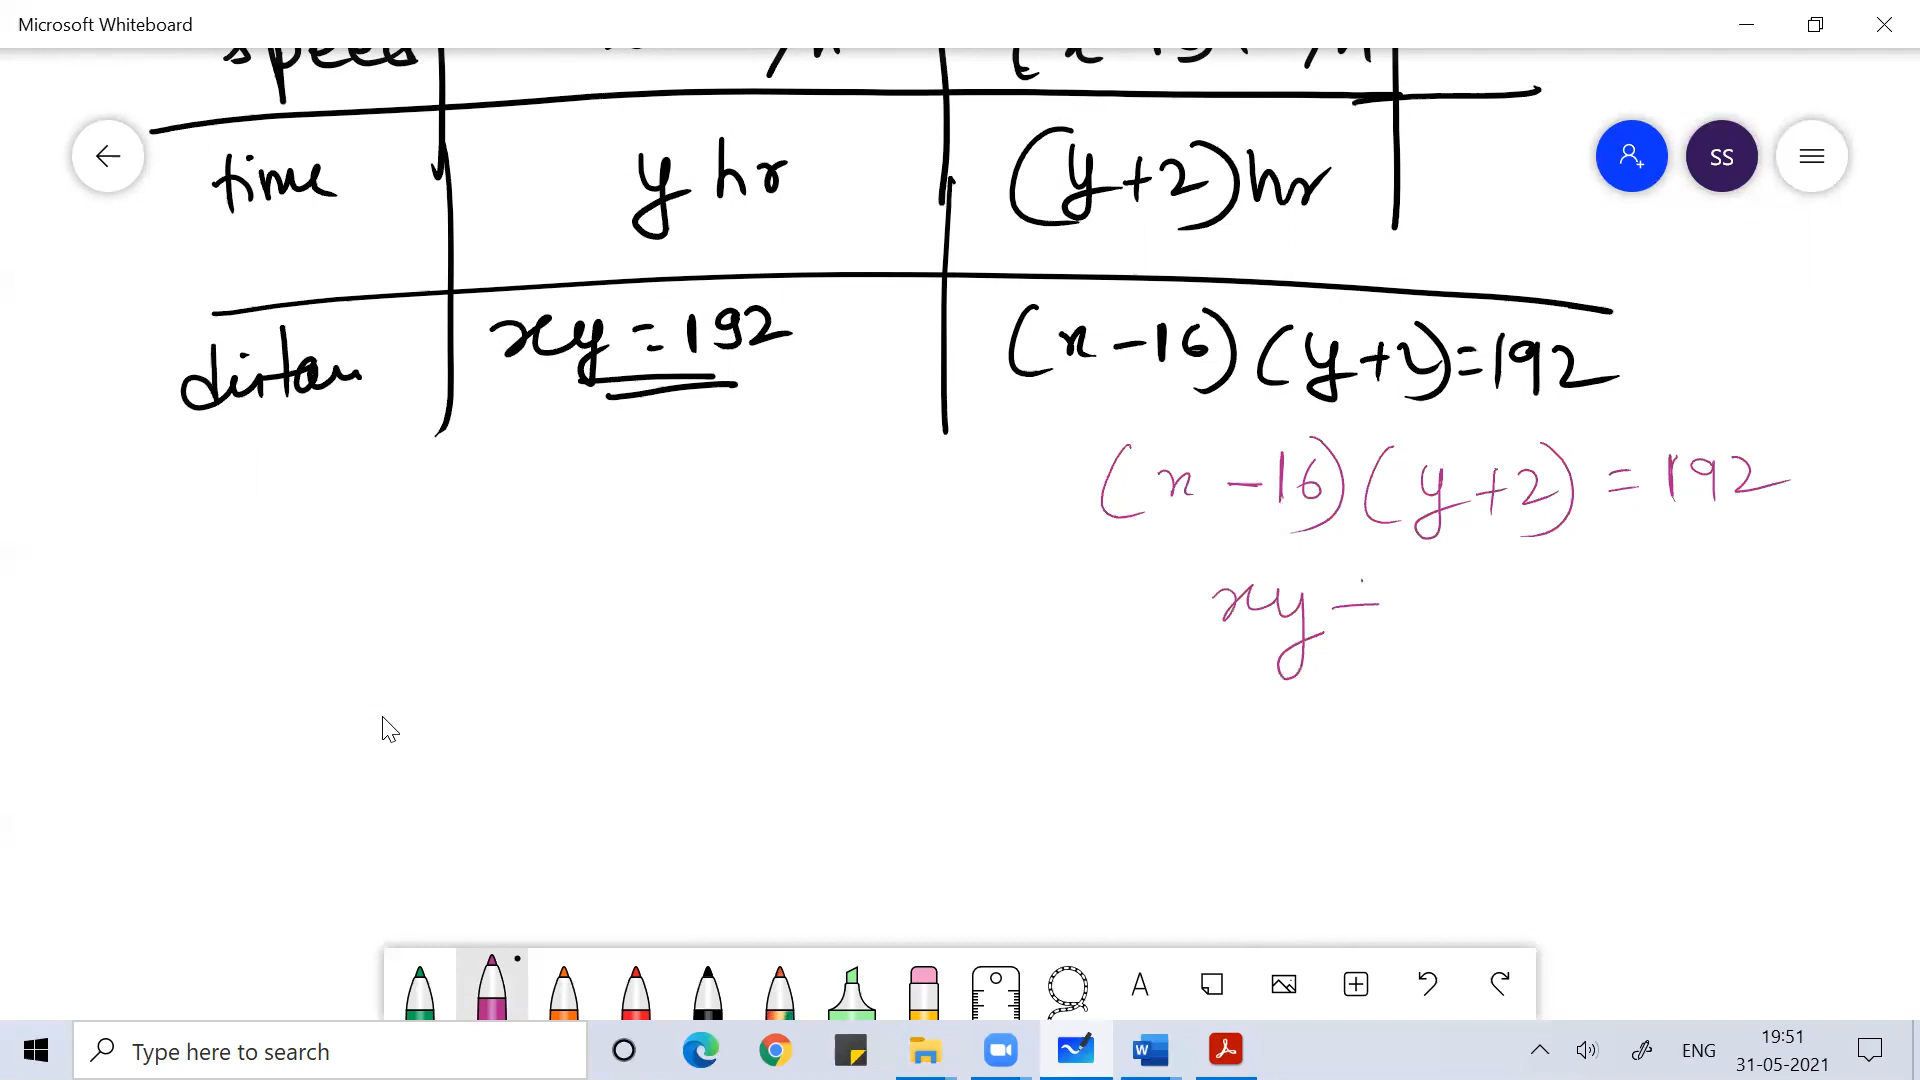 Microsoft Whiteboard
speed
time y hr (y+2)hr
SS
distan xy = 192 (x-16)(y+2)=192
(x-16)(y+2) = 192
xy -
A
Type here to search
ENG
19:51
31-05-2021